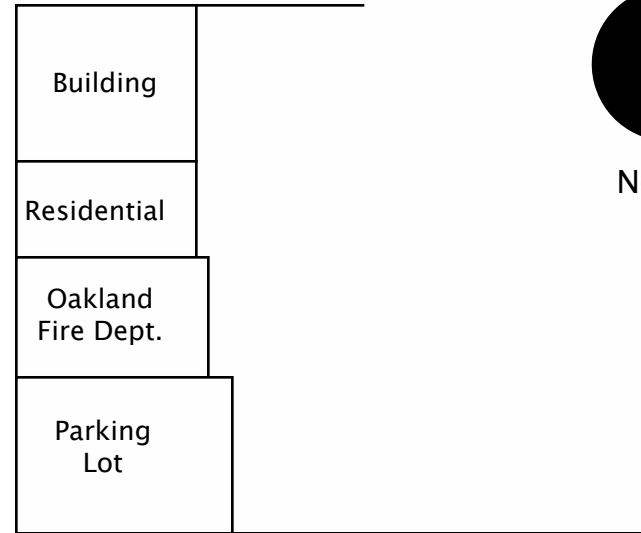 Building
Residential
Oakland
Fire Dept.
Parking
Lot